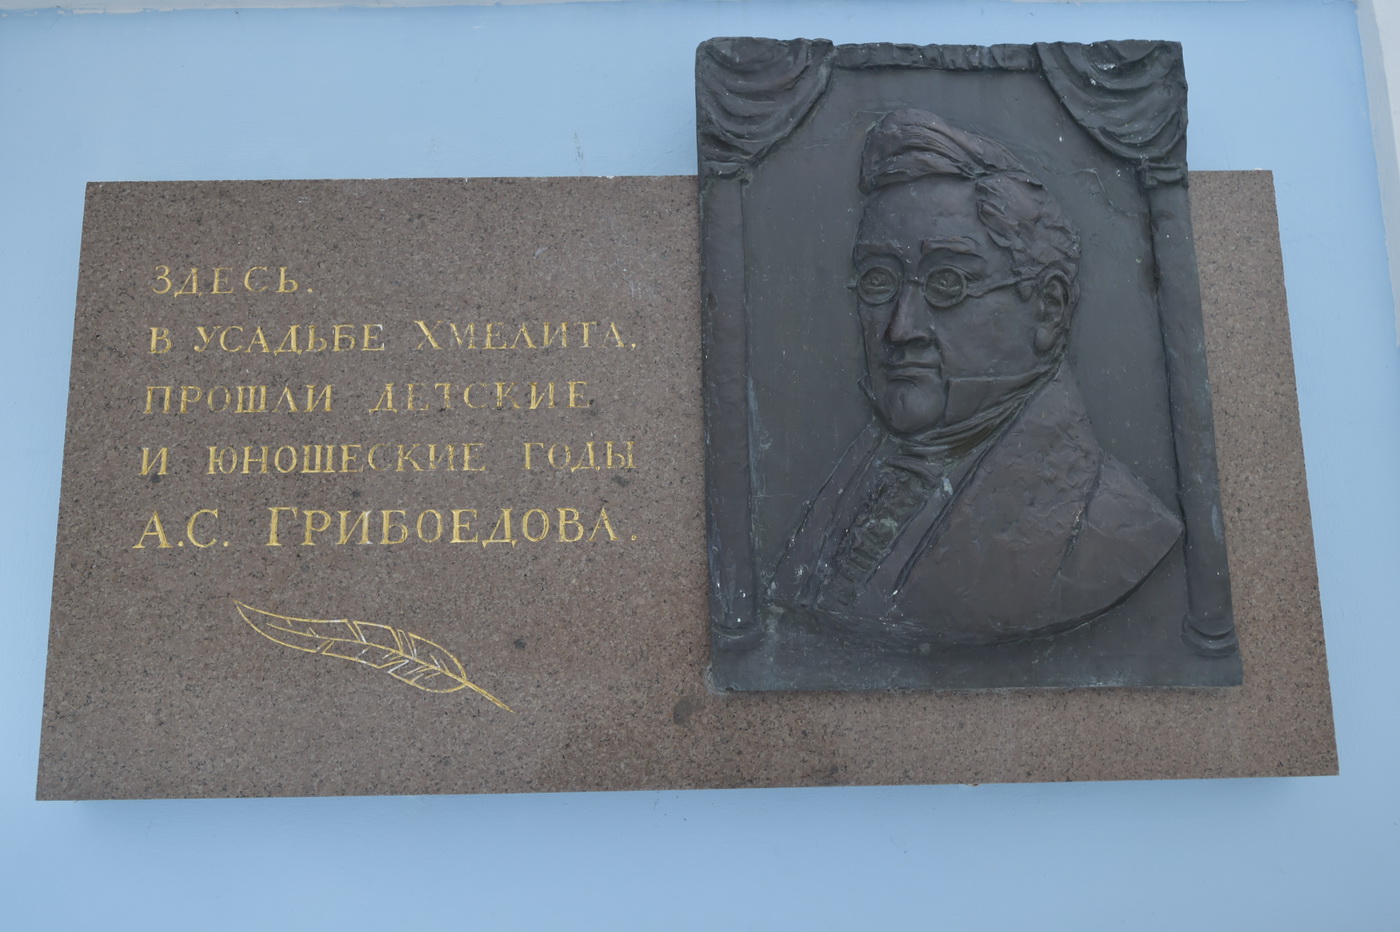 ЗДЕСЬ,
В УСАДЬБЕ ХМЕЛИТА,
ПРОШЛИ ДЕТСКИЕ
И ЮНОШЕСКИЕ ГОДЫ
А.С. ГРИБОЕДОВА.